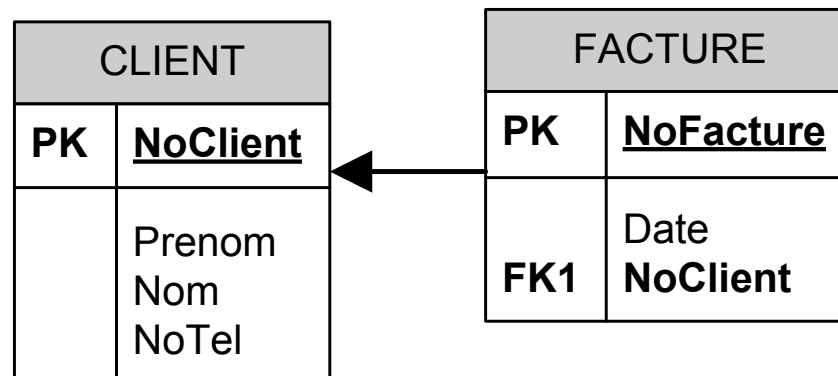 CLIENT
PK NoClient
Prenom
Nom
NoTel
FACTURE
PK NoFacture
Date
FK1 NoClient